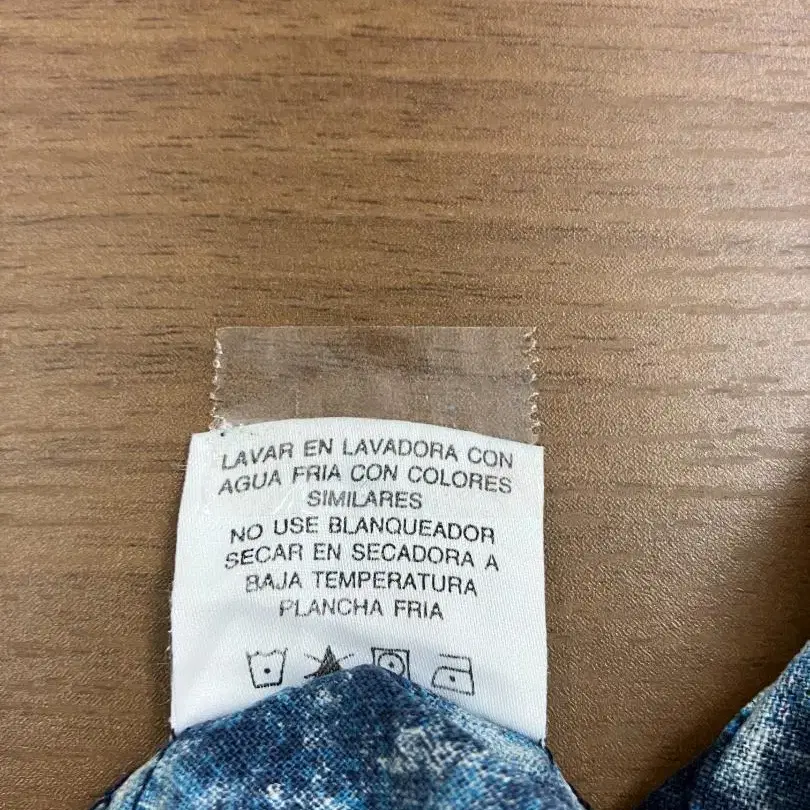 LAVAR EN LAVADORA CON
AGUA FRIA CON COLORES
SIMILARES
NO USE BLANQUEADOR
SECAR EN SECADORA A
BAJA TEMPERATURA
PLANCHA FRIA